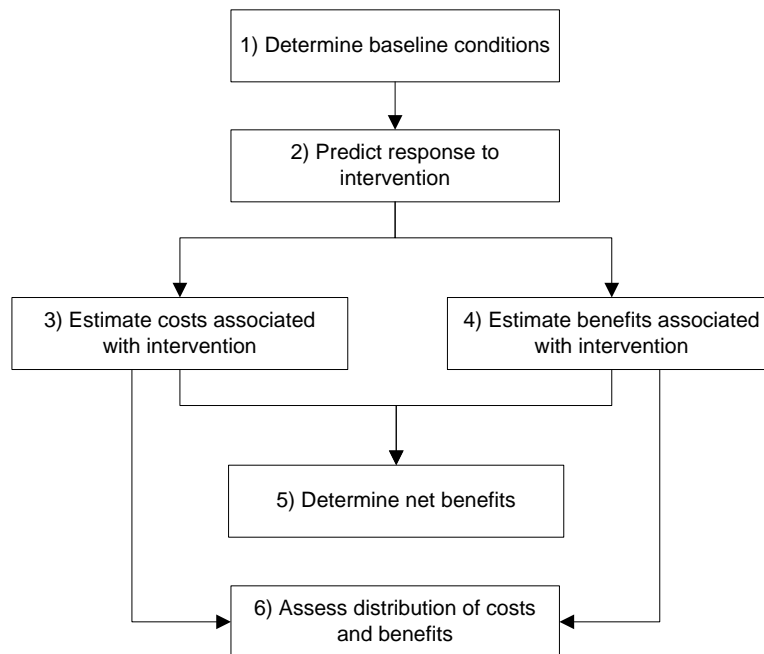 1) Determine baseline conditions
2) Predict response to
intervention
3) Estimate costs associated
with intervention
4) Estimate benefits associated
with intervention
5) Determine net benefits
6) Assess distribution of costs
and benefits